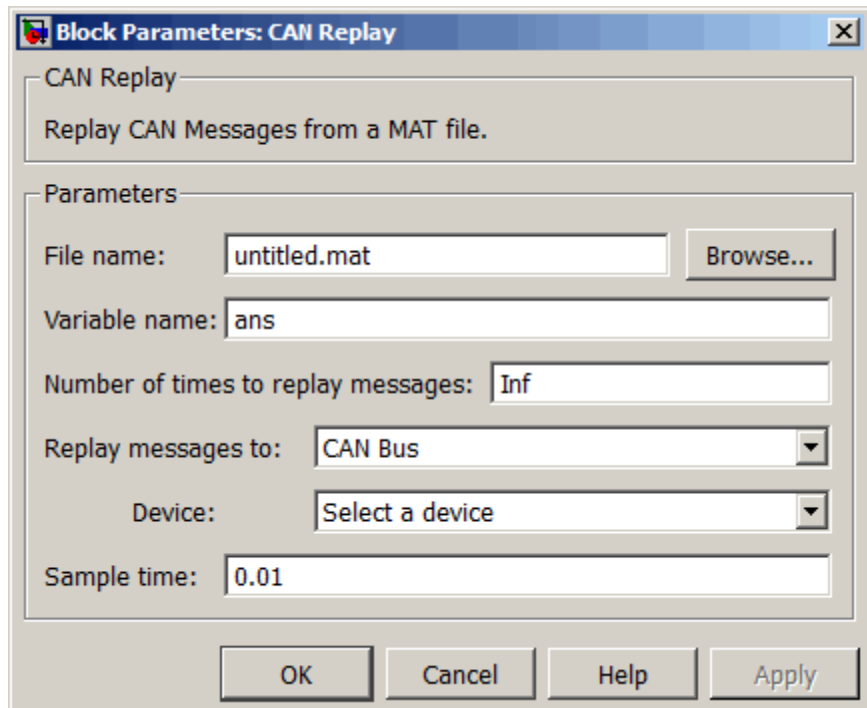 Block Parameters: CAN Replay
CAN Replay
Replay CAN Messages from a MAT file.
Parameters
File name: untitled.mat Browse...
Variable name: ans
Number of times to replay messages: Inf
Replay messages to: CAN Bus
Device: Select a device
Sample time: 0.01
OK Cancel Help Apply